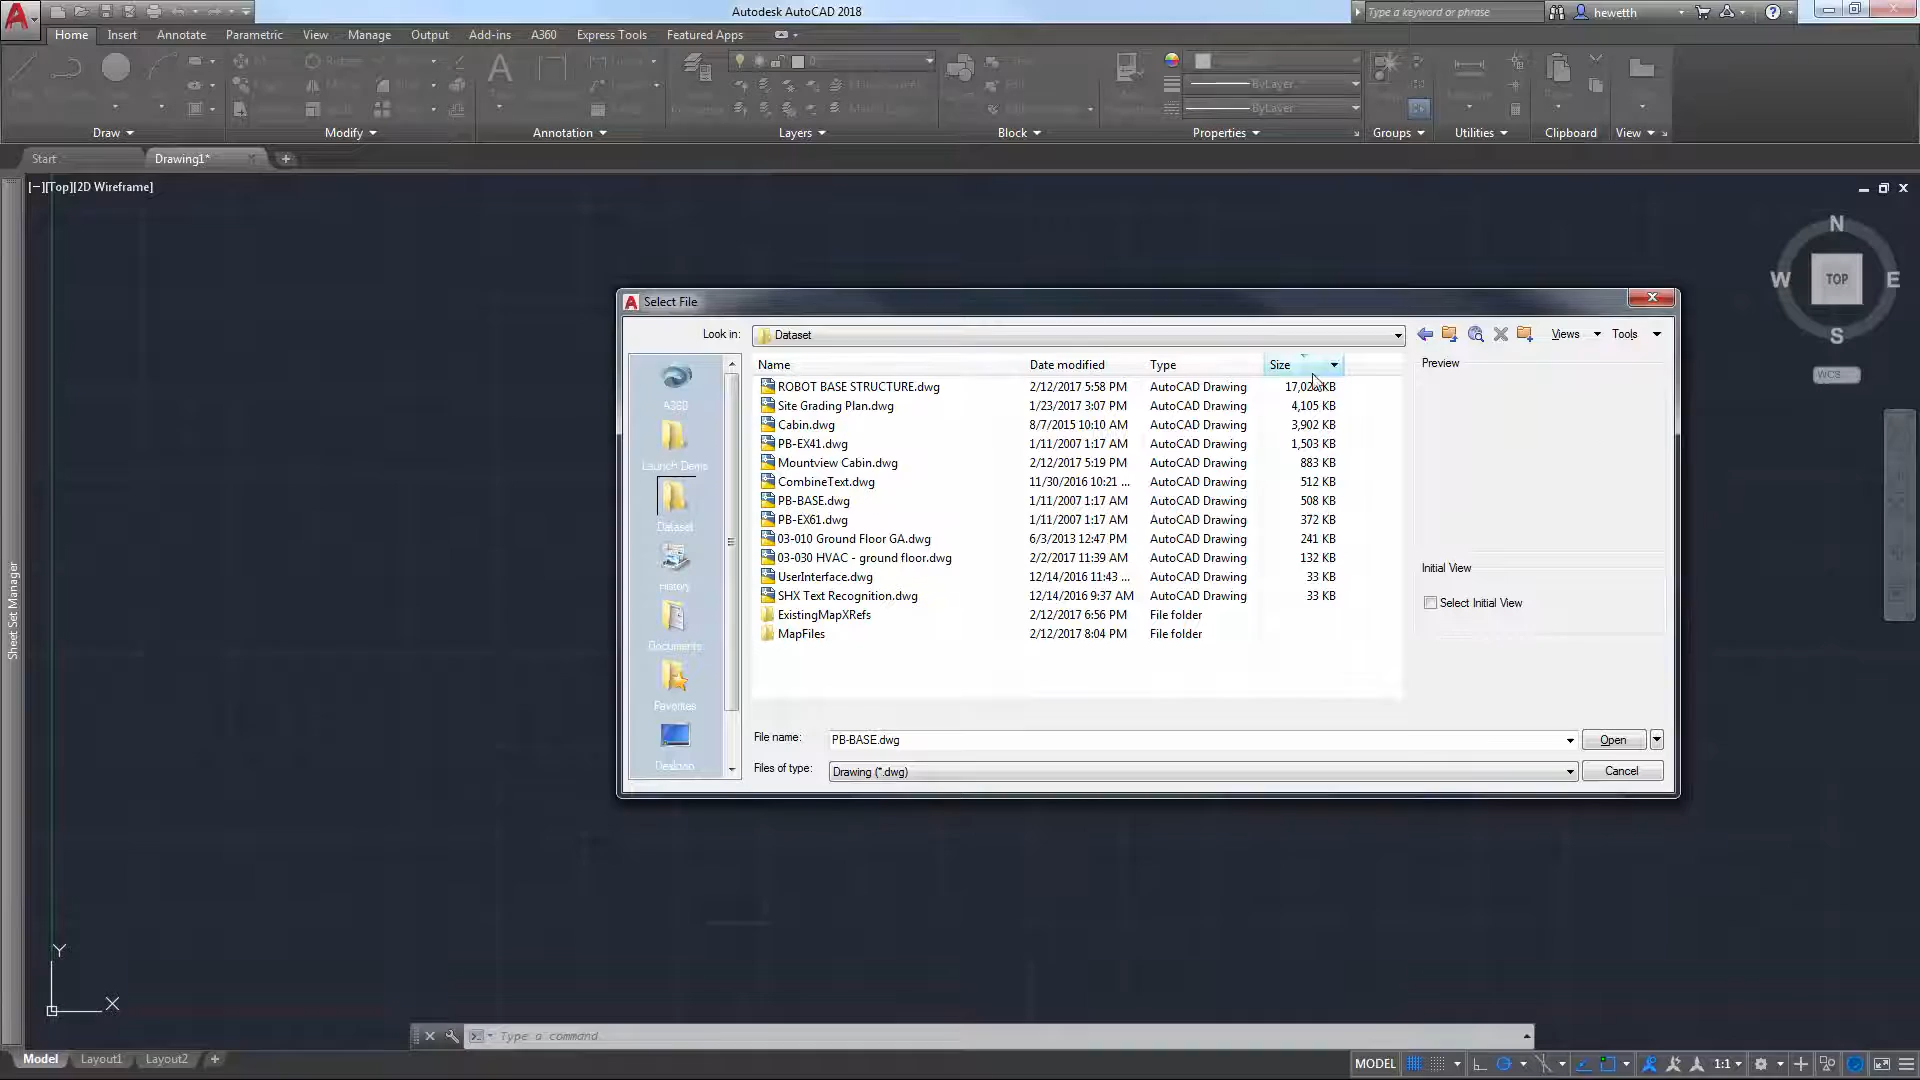 Autodesk AutoCAD 2018
Type a keyword or phrase
hewetth
Home Insert Annotate Parametric View Manage Output Add-ins A360 Express Tools Featured Apps
0
ByLayer
ByLayer
Draw Modify Annotation Layers Block Properties Groups Utilities Clipboard View
Start Drawing1*
[−][Top][2D Wireframe]
N
W TOP E
S
WCS
Sheet Set Manager
Select File
Look in: Dataset Views Tools
Name Date modified Type Size Preview
ROBOT BASE STRUCTURE.dwg 2/12/2017 5:58 PM AutoCAD Drawing
Site Grading Plan.dwg 1/23/2017 3:07 PM AutoCAD Drawing 4,105 KB
Cabin.dwg 8/7/2015 10:10 AM AutoCAD Drawing 3,902 KB
PB-EX41.dwg 1/11/2007 1:17 AM AutoCAD Drawing 1,503 KB
Mountview Cabin.dwg 2/12/2017 5:19 PM AutoCAD Drawing 883 KB
CombineText.dwg 11/30/2016 10:21 ... AutoCAD Drawing 512 KB
PB-BASE.dwg 1/11/2007 1:17 AM AutoCAD Drawing 508 KB
PB-EX61.dwg 1/11/2007 1:17 AM AutoCAD Drawing 372 KB
03-010 Ground Floor GA.dwg 6/3/2013 12:47 PM AutoCAD Drawing 241 KB
03-030 HVAC - ground floor.dwg 2/2/2017 11:39 AM AutoCAD Drawing 132 KB
UserInterface.dwg 12/14/2016 11:43 ... AutoCAD Drawing 33 KB
SHX Text Recognition.dwg 12/14/2016 9:37 AM AutoCAD Drawing 33 KB
ExistingMapXRefs 2/12/2017 6:56 PM File folder
MapFiles 2/12/2017 8:04 PM File folder
A360
Launch Demo
Dataset
History
Documents
Favorites
Desktop
Initial View
Select Initial View
File name: PB-BASE.dwg Open
Files of type: Drawing (*.dwg) Cancel
Y
X
Type a command
Model Layout1 Layout2
MODEL 1:1